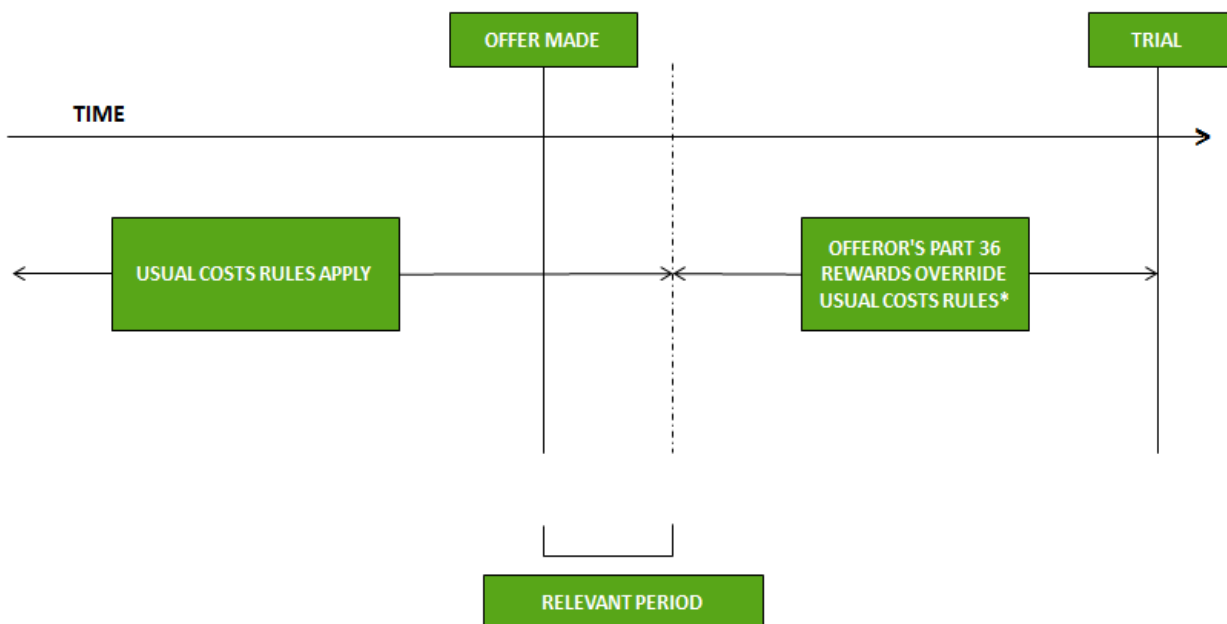 OFFER MADE
TRIAL
TIME
USUAL COSTS RULES APPLY
OFFEROR'S PART 36
REWARDS OVERRIDE
USUAL COSTS RULES*
RELEVANT PERIOD